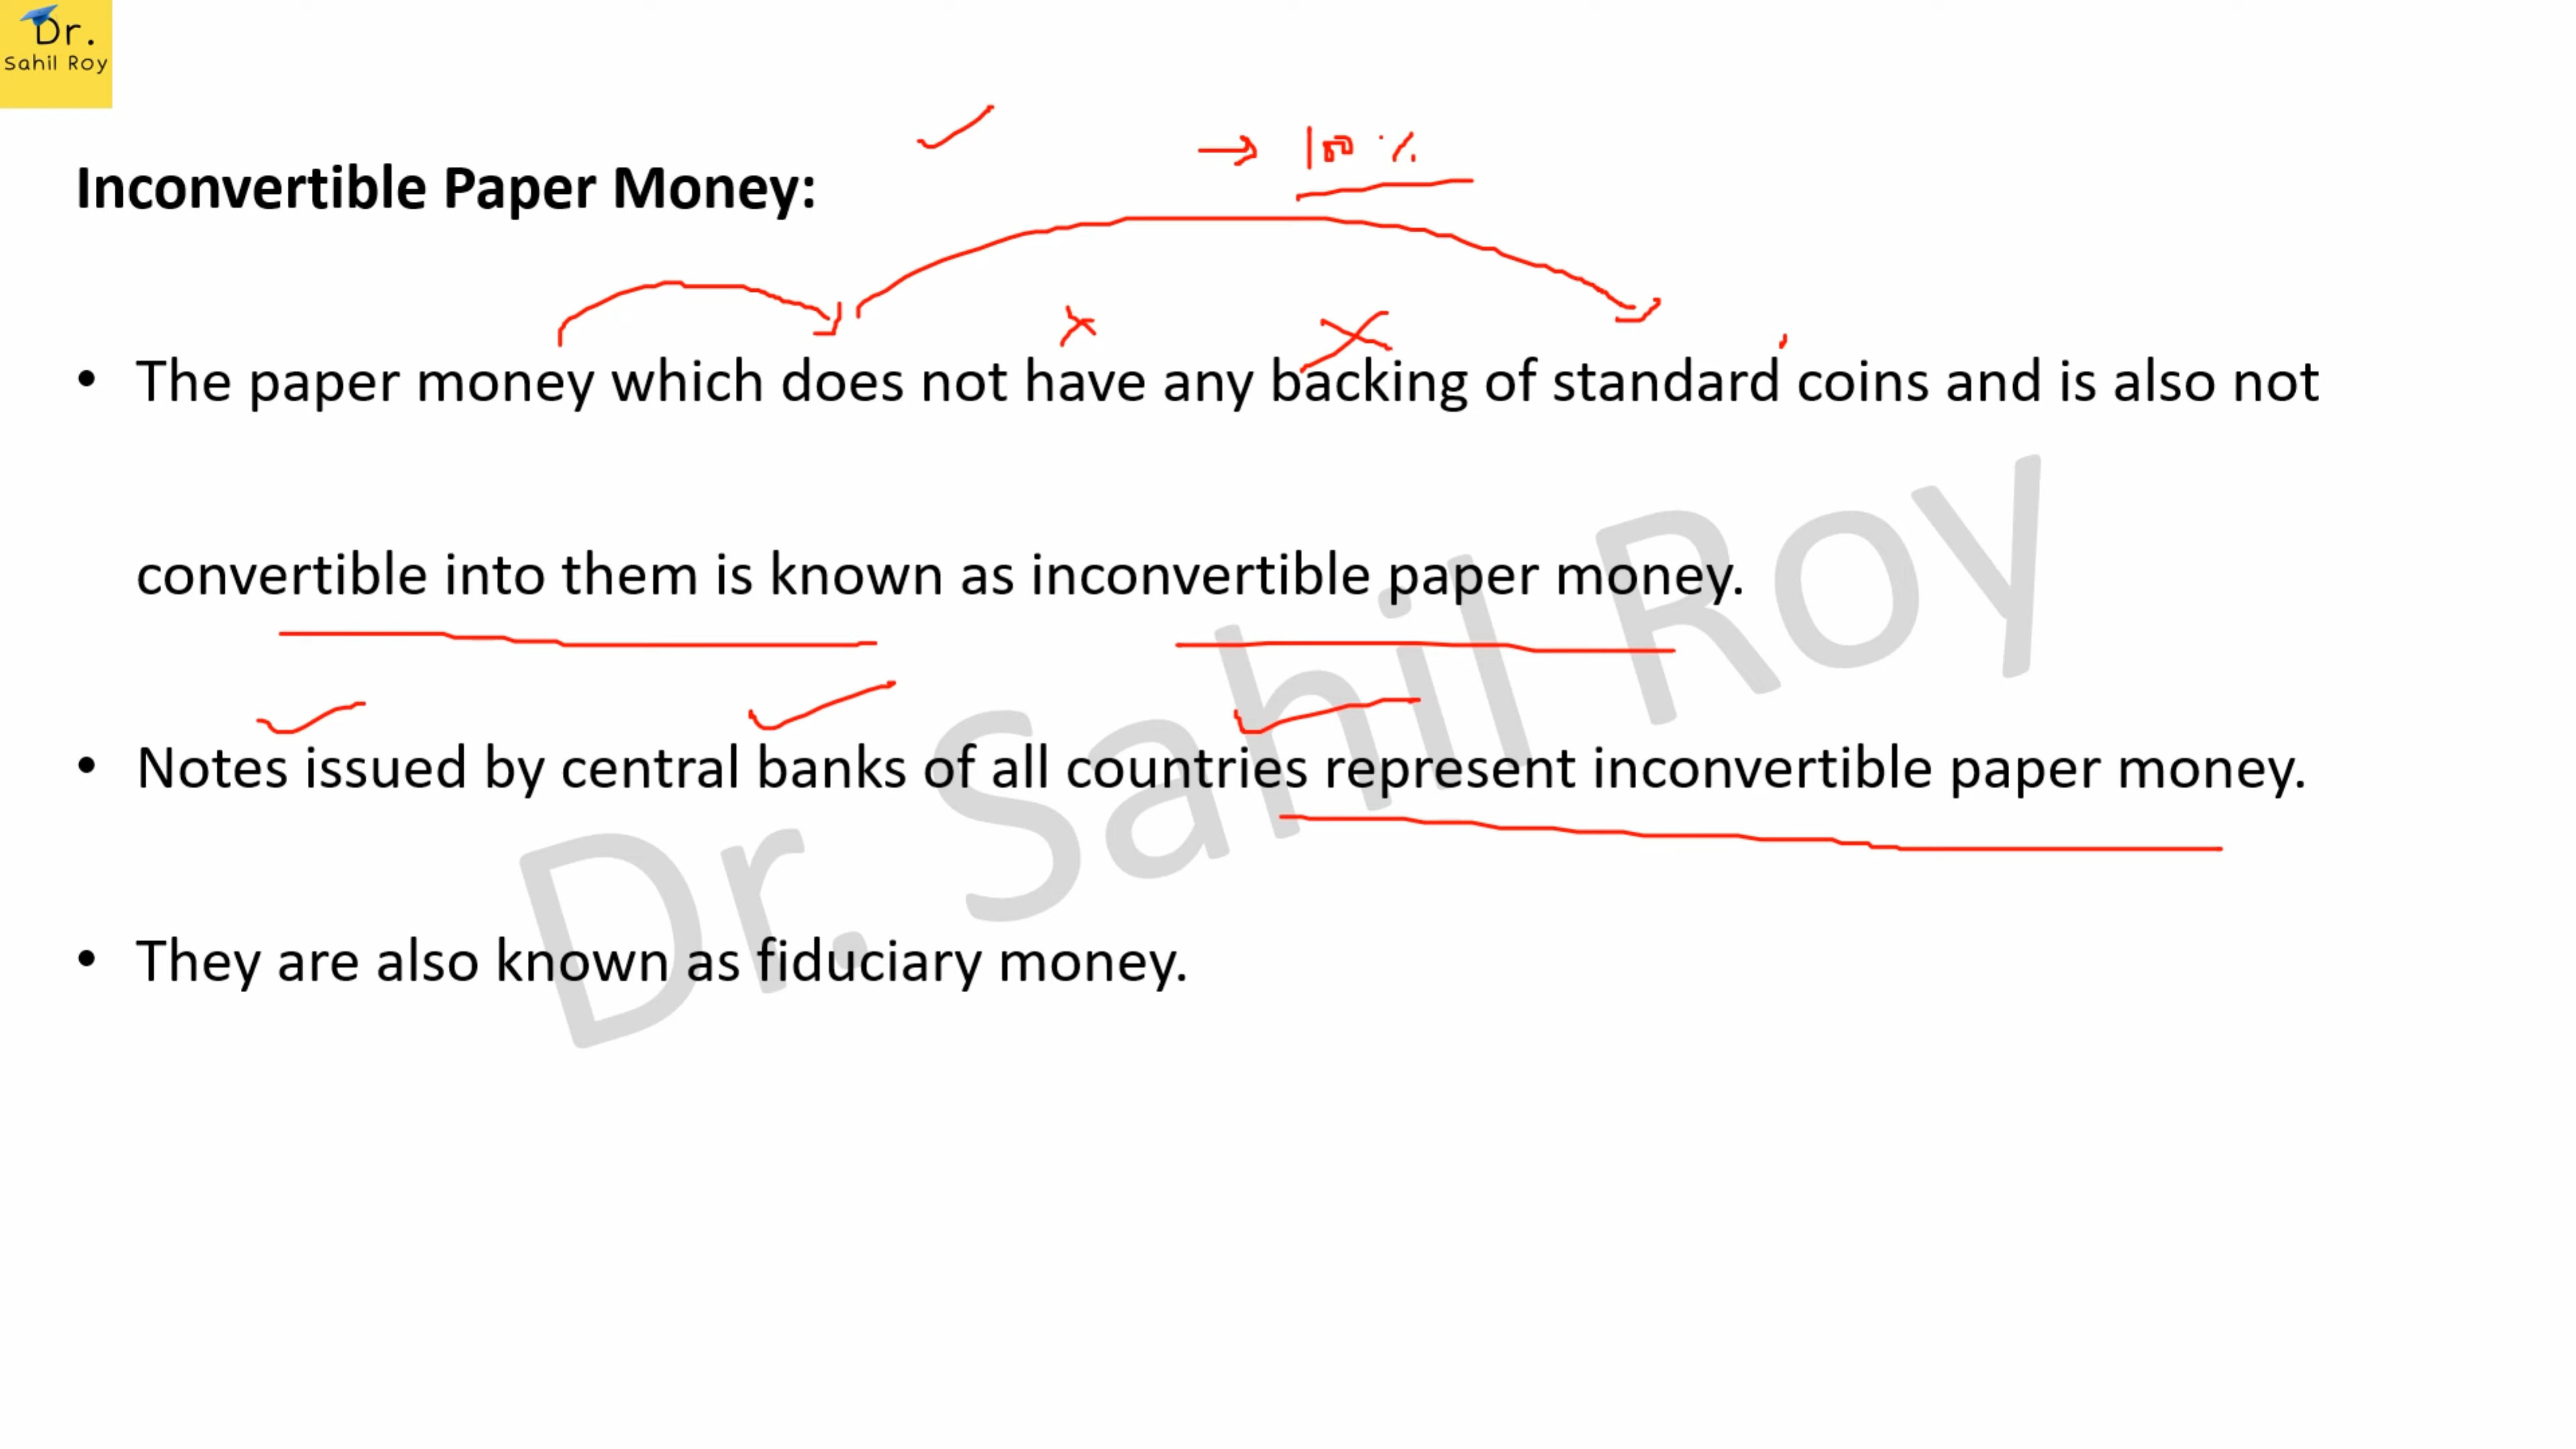 Dr.
Sahil Roy
→ 100 %
Inconvertible Paper Money:
• The paper money which does not have any backing of standard coins and is also not
convertible into them is known as inconvertible paper money.
• Notes issued by central banks of all countries represent inconvertible paper money.
• They are also known as fiduciary money.
Dr. Sahil Roy